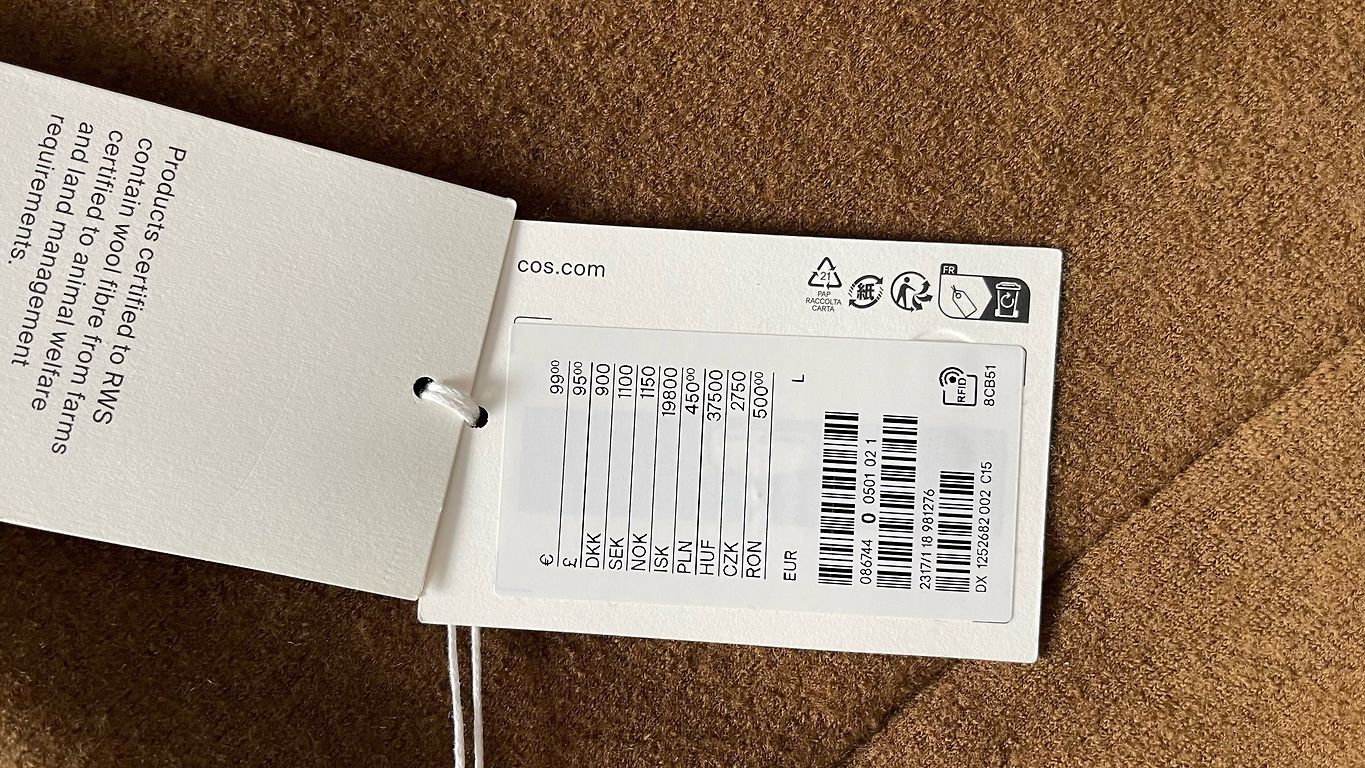 Products certified to RWS
contain wool fibre from farms
certified to animal welfare
and land management
requirements.
cos.com
21
PAP
RACCOLTA
CARTA
紙
FR
€ 99⁰⁰
£ 95⁰⁰
DKK 900
SEK 1100
NOK 1150
ISK 19800
PLN 450⁰⁰
HUF 37500
CZK 2750
RON 500⁰⁰
EUR L
086744 0 0501 02 1
2317/1 18 981276
DX 1252682 002 C15
RFID
8CB51